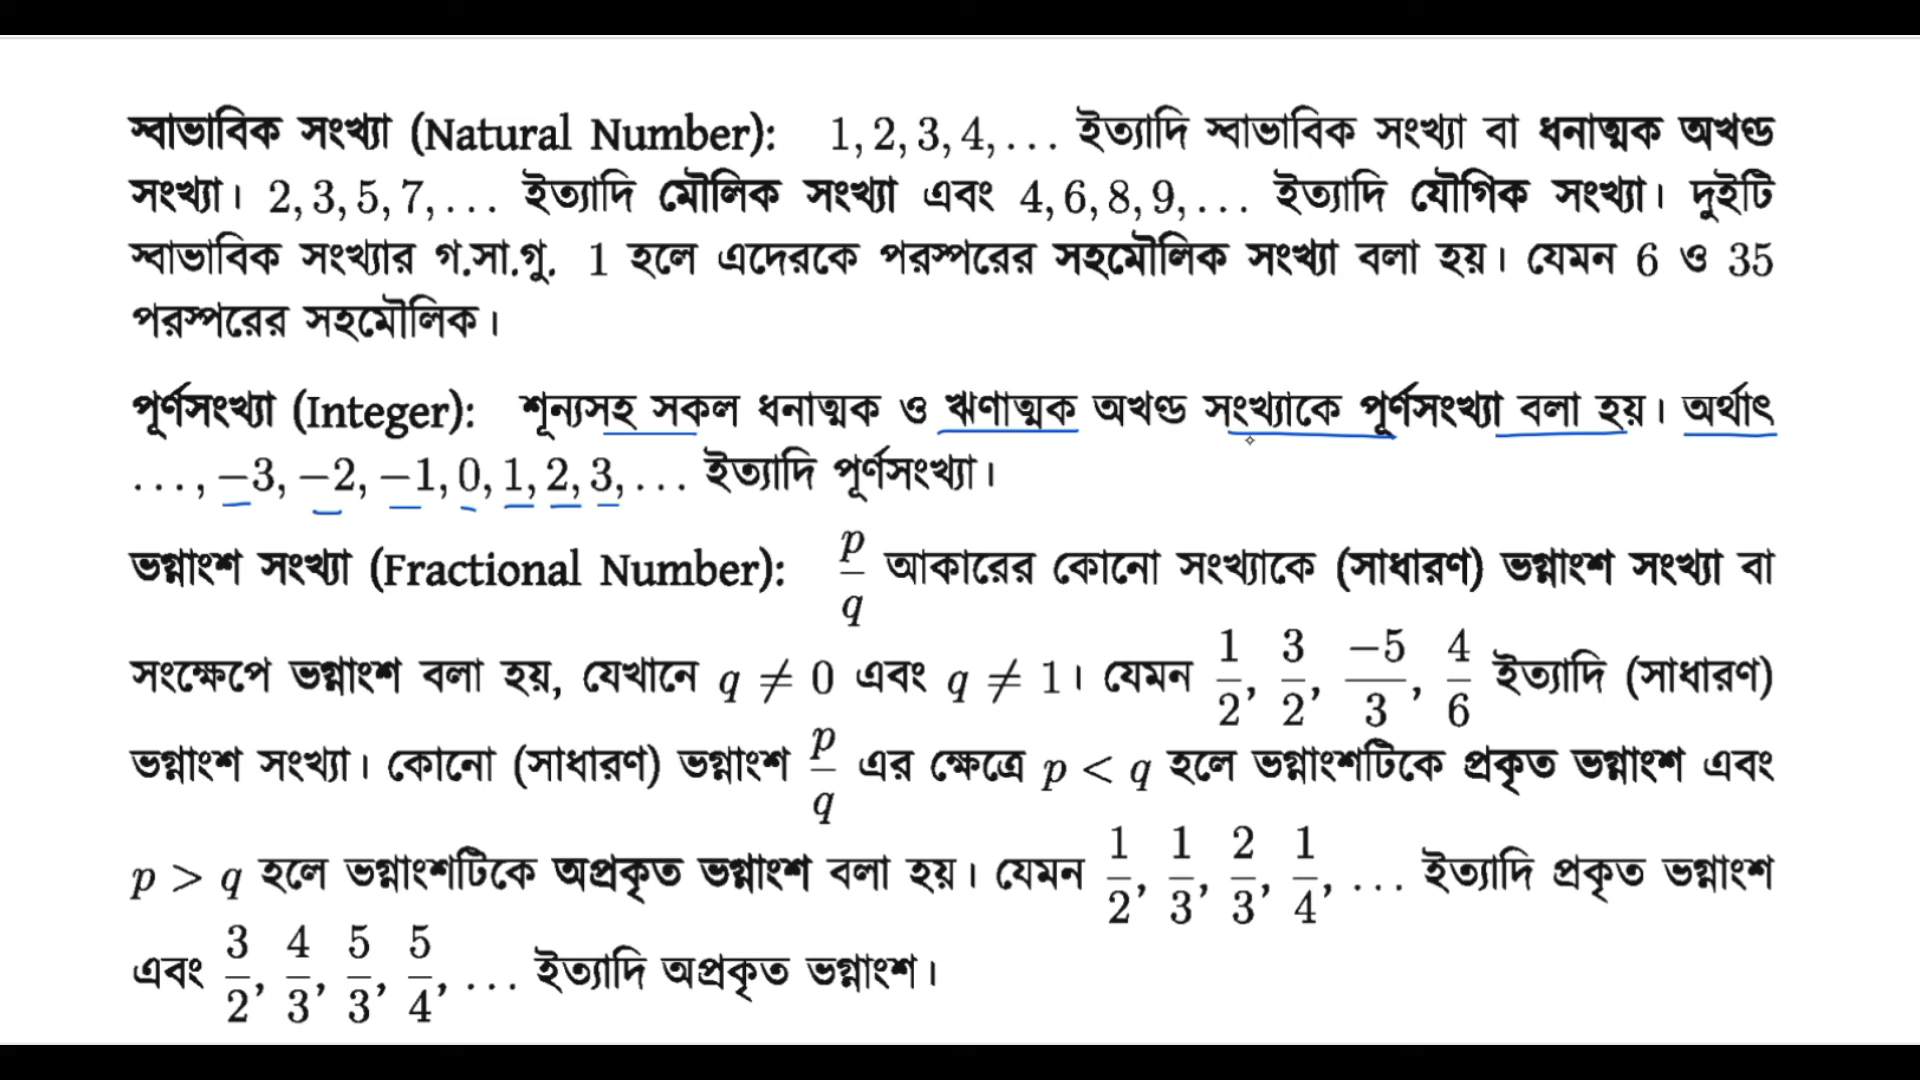 স্বাভাবিক সংখ্যা (Natural Number): 1, 2, 3, 4, ... ইত্যাদি স্বাভাবিক সংখ্যা বা ধনাত্মক অখণ্ড
সংখ্যা। 2, 3, 5, 7, ... ইত্যাদি মৌলিক সংখ্যা এবং 4, 6, 8, 9, ... ইত্যাদি যৌগিক সংখ্যা। দুইটি
স্বাভাবিক সংখ্যার গ.সা.গু. 1 হলে এদেরকে পরস্পরের সহমৌলিক সংখ্যা বলা হয়। যেমন 6 ও 35
পরস্পরের সহমৌলিক।
পূর্ণসংখ্যা (Integer): শূন্যসহ সকল ধনাত্মক ও ঋণাত্মক অখণ্ড সংখ্যাকে পূর্ণসংখ্যা বলা হয়। অর্থাৎ
..., −3, −2, −1, 0, 1, 2, 3, ... ইত্যাদি পূর্ণসংখ্যা।
ভগ্নাংশ সংখ্যা (Fractional Number): p/q আকারের কোনো সংখ্যাকে (সাধারণ) ভগ্নাংশ সংখ্যা বা
সংক্ষেপে ভগ্নাংশ বলা হয়, যেখানে q ≠ 0 এবং q ≠ 1। যেমন 1/2, 3/2, −5/3, 4/6 ইত্যাদি (সাধারণ)
ভগ্নাংশ সংখ্যা। কোনো (সাধারণ) ভগ্নাংশ p/q এর ক্ষেত্রে p < q হলে ভগ্নাংশটিকে প্রকৃত ভগ্নাংশ এবং
p > q হলে ভগ্নাংশটিকে অপ্রকৃত ভগ্নাংশ বলা হয়। যেমন 1/2, 1/3, 2/3, 1/4, ... ইত্যাদি প্রকৃত ভগ্নাংশ
এবং 3/2, 4/3, 5/3, 5/4, ... ইত্যাদি অপ্রকৃত ভগ্নাংশ।